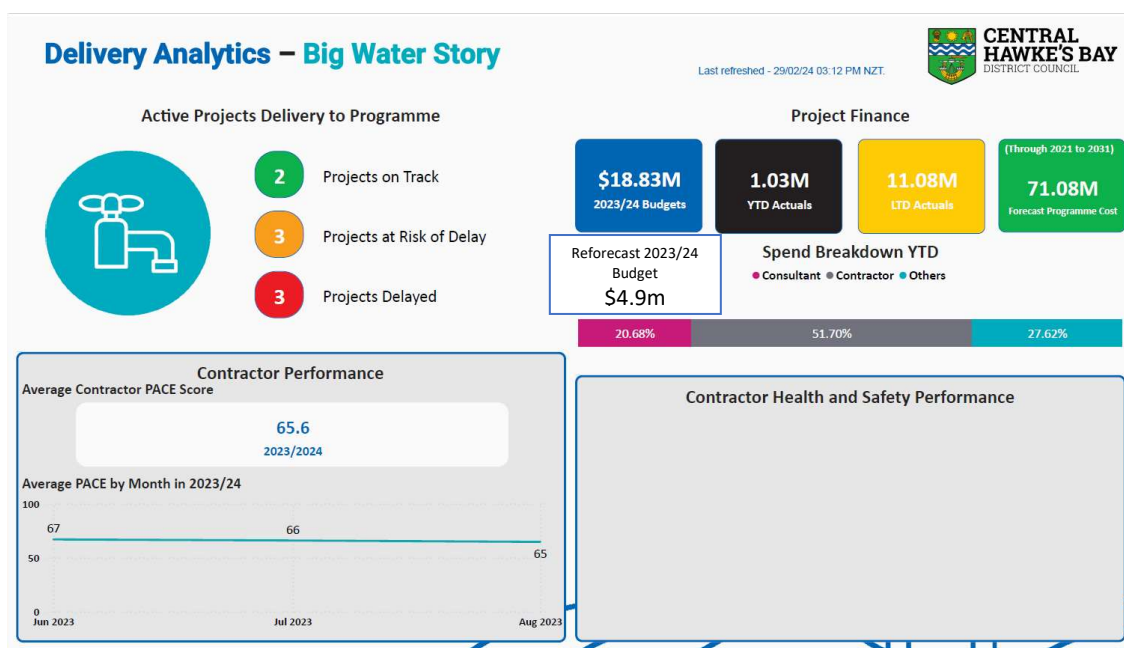 Delivery Analytics – Big Water Story
Last refreshed - 29/02/24 03:12 PM NZT.
CENTRAL
HAWKE'S BAY
DISTRICT COUNCIL
Active Projects Delivery to Programme
2 Projects on Track
3 Projects at Risk of Delay
3 Projects Delayed
Project Finance
$18.83M
2023/24 Budgets
1.03M
YTD Actuals
11.08M
LTD Actuals
(Through 2021 to 2031)
71.08M
Forecast Programme Cost
Reforecast 2023/24
Budget
$4.9m
Spend Breakdown YTD
Consultant Contractor Others
20.68% 51.70% 27.62%
Contractor Performance
Average Contractor PACE Score
65.6
2023/2024
Average PACE by Month in 2023/24
100
67 66 65
50
0
Jun 2023 Jul 2023 Aug 2023
Contractor Health and Safety Performance